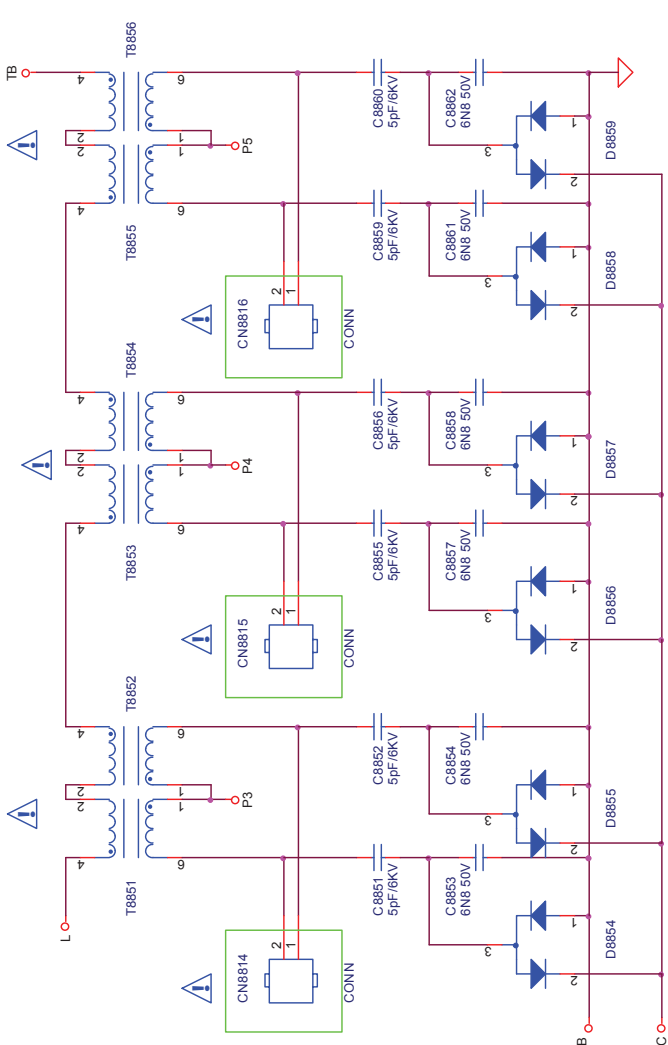 TB
T8856
4
6
2
1
P5
2
1
4
6
T8855
C8860
5pF/6KV
C8862
6N8 50V
3
1
2
D8859
C8859
5pF/6KV
C8861
6N8 50V
3
1
2
D8858
CN8816
2
1
CONN
T8854
4
6
2
1
P4
2
1
4
6
T8853
C8856
5pF/6KV
C8858
6N8 50V
3
1
2
D8857
C8855
5pF/6KV
C8857
6N8 50V
3
1
2
D8856
CN8815
2
1
CONN
T8852
4
6
2
1
P3
2
1
4
6
T8851
L
C8852
5pF/6KV
C8854
6N8 50V
3
1
2
D8855
C8851
5pF/6KV
C8853
6N8 50V
3
1
2
D8854
CN8814
2
1
CONN
B
C